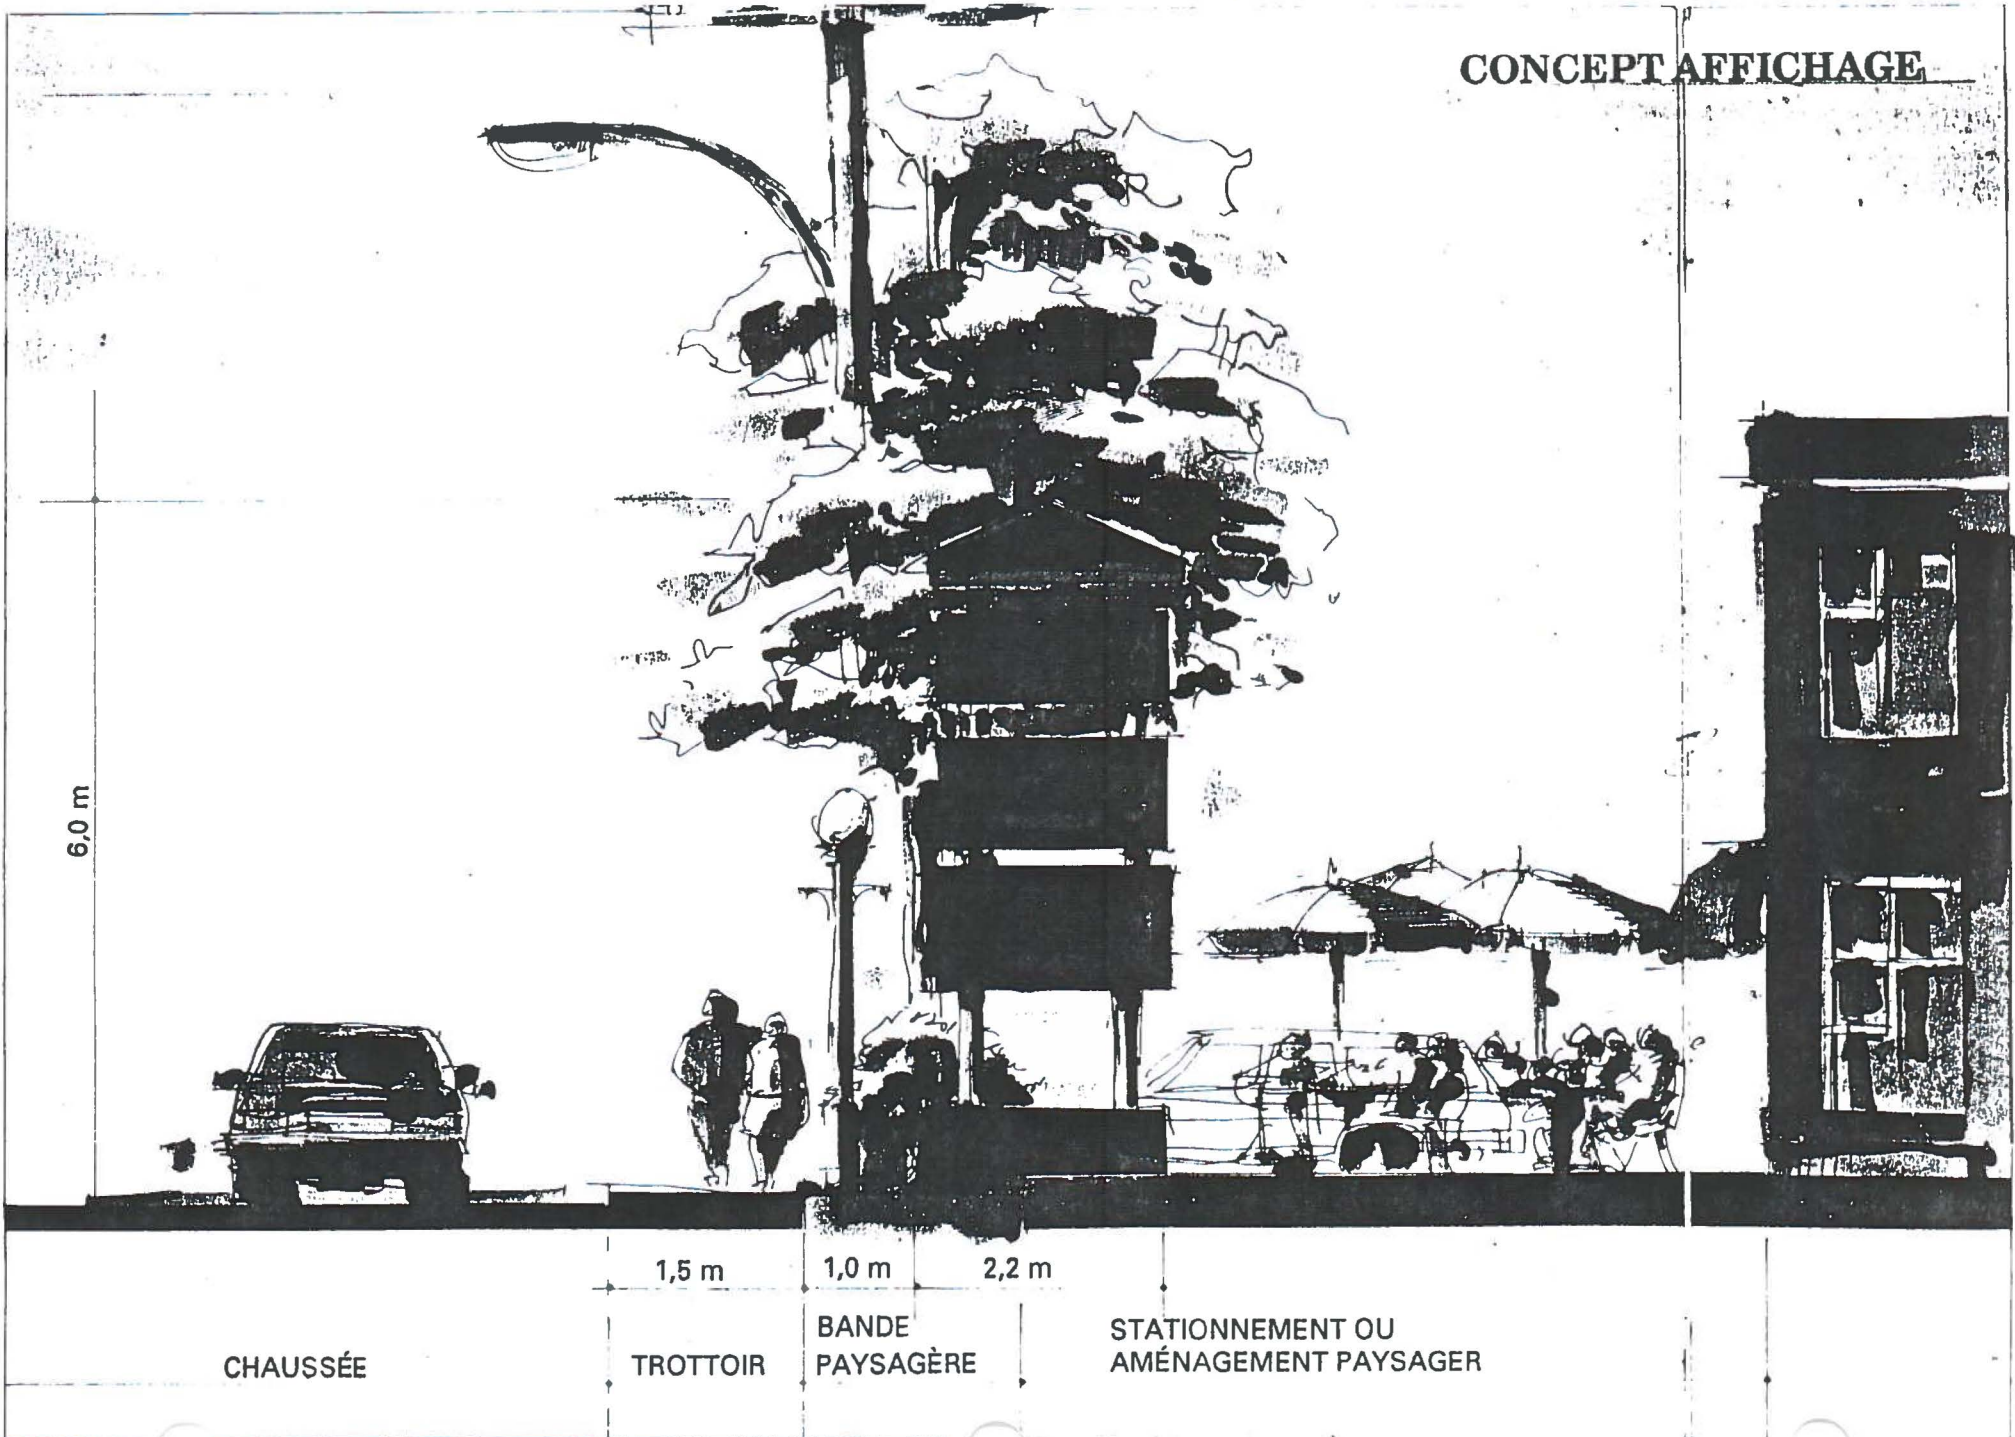 CONCEPT AFFICHAGE
6,0 m
1,5 m
1,0 m
2,2 m
CHAUSSÉE
TROTTOIR
BANDE
PAYSAGÈRE
STATIONNEMENT OU
AMÉNAGEMENT PAYSAGER